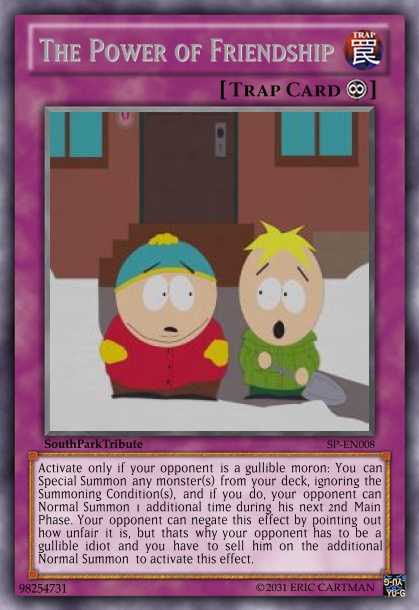 THE POWER OF FRIENDSHIP
TRAP
罠
[TRAP CARD ]
SouthParkTribute
SP-EN008
Activate only if your opponent is a gullible moron: You can
Special Summon any monster(s) from your deck, ignoring the
Summoning Condition(s), and if you do, your opponent can
Normal Summon 1 additional time during his next 2nd Main
Phase. Your opponent can negate this effect by pointing out
how unfair it is, but thats why your opponent has to be a
gullible idiot and you have to sell him on the additional
Normal Summon to activate this effect.
98254731
©2031 ERIC CARTMAN